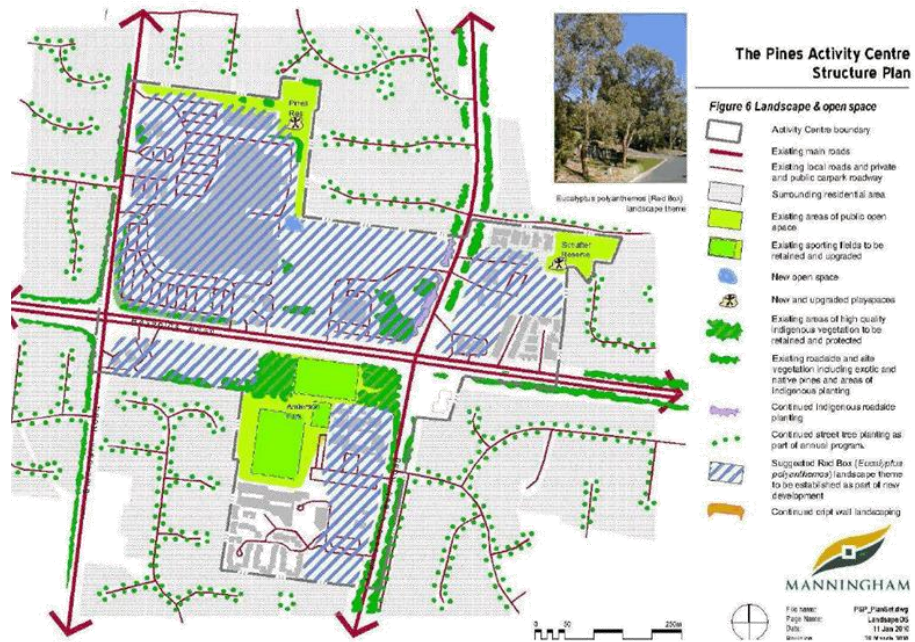 The Pines Activity Centre
Structure Plan
Figure 6 Landscape & open space
Activity Centre boundary
Existing main roads
Existing local roads and private
and public carpark roadway
Surrounding residential area
Existing areas of public open
space
Existing sporting fields to be
retained and upgraded
New open space
New and upgraded playspaces
Existing areas of high quality
indigenous vegetation to be
retained and protected
Existing roadside and site
vegetation including exotic and
native pines and areas of
indigenous planting
Continued indigenous roadside
planting
Continued street tree planting as
part of annual program.
Suggested Red Box (Eucalyptus
polyanthemos) landscape theme
to be established as part of new
development
Continued cript wall landscaping
Eucalyptus polyanthemos (Red Box)
landscape theme
Pines
Res
Reserve
Anderson
Park
MANNINGHAM
0 50 250m
File name: PSP_PlanSet.dwg
Page Name: LandscapeOS
Date: 11 Jan 2010